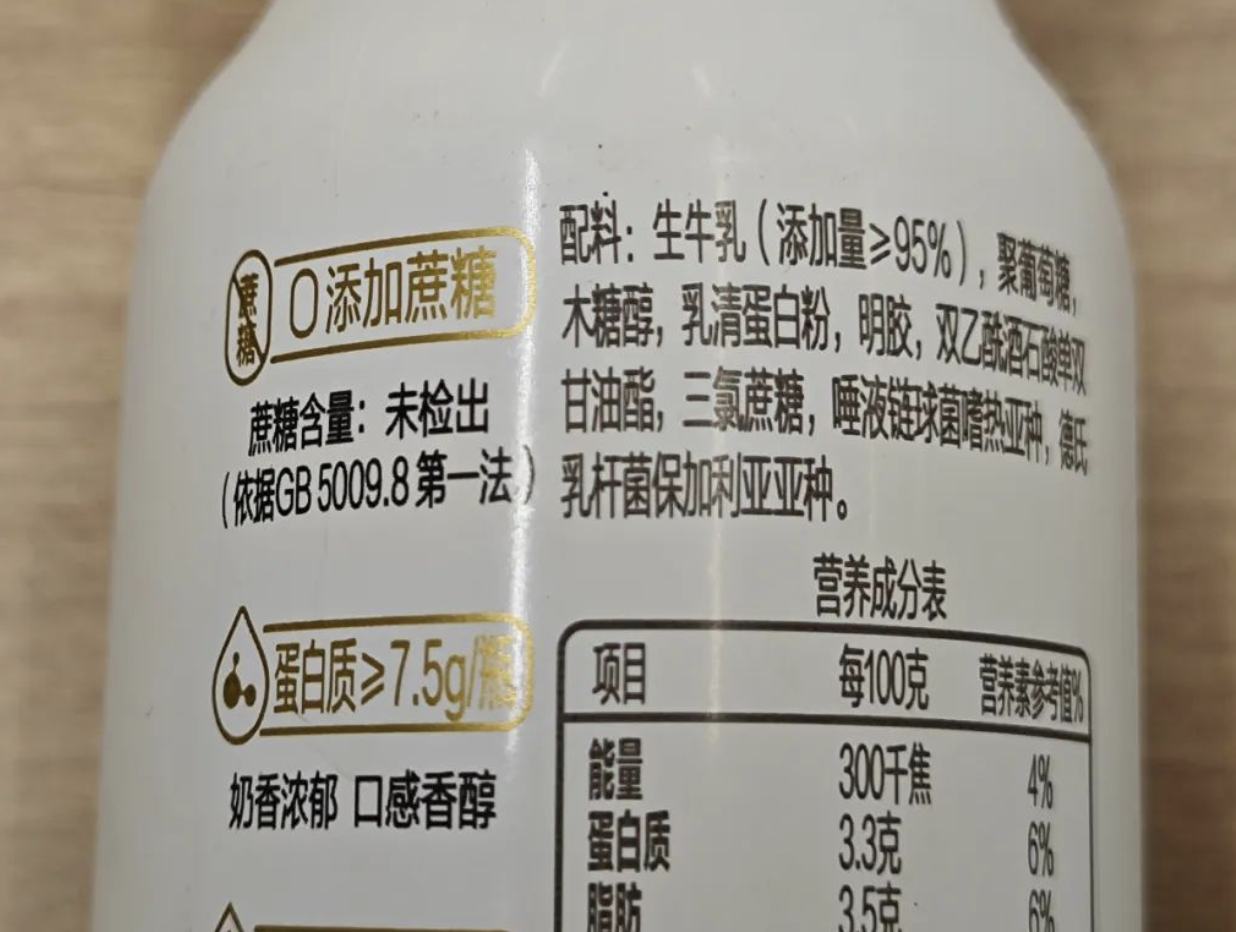 蔗糖
0添加蔗糖
蔗糖含量：未检出
（依据GB 5009.8 第一法）
蛋白质≥7.5g/瓶
奶香浓郁 口感香醇
配料：生牛乳（添加量≥95%），聚葡萄糖，
木糖醇，乳清蛋白粉，明胶，双乙酰酒石酸单双
甘油酯，三氯蔗糖，唾液链球菌嗜热亚种，德氏
乳杆菌保加利亚亚种。
营养成分表
项目 每100克 营养素参考值%
能量 300千焦 4%
蛋白质 3.3克 6%
脂肪 3.5克 6%